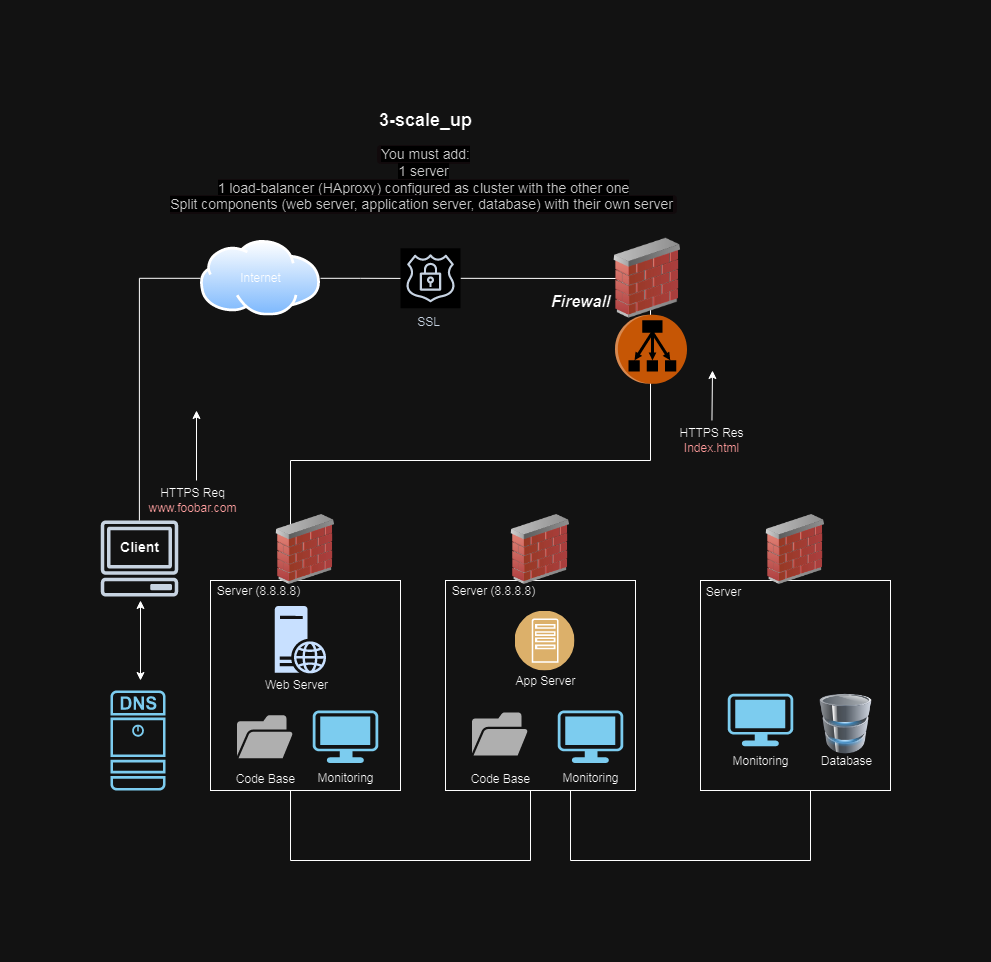 3-scale_up
You must add:
1 server
1 load-balancer (HAproxy) configured as cluster with the other one
Split components (web server, application server, database) with their own server
Internet
SSL
Firewall
HTTPS Res
Index.html
HTTPS Req
www.foobar.com
Client
DNS
Server (8.8.8.8)
Web Server
Code Base
Monitoring
Server (8.8.8.8)
App Server
Code Base
Monitoring
Server
Monitoring
Database